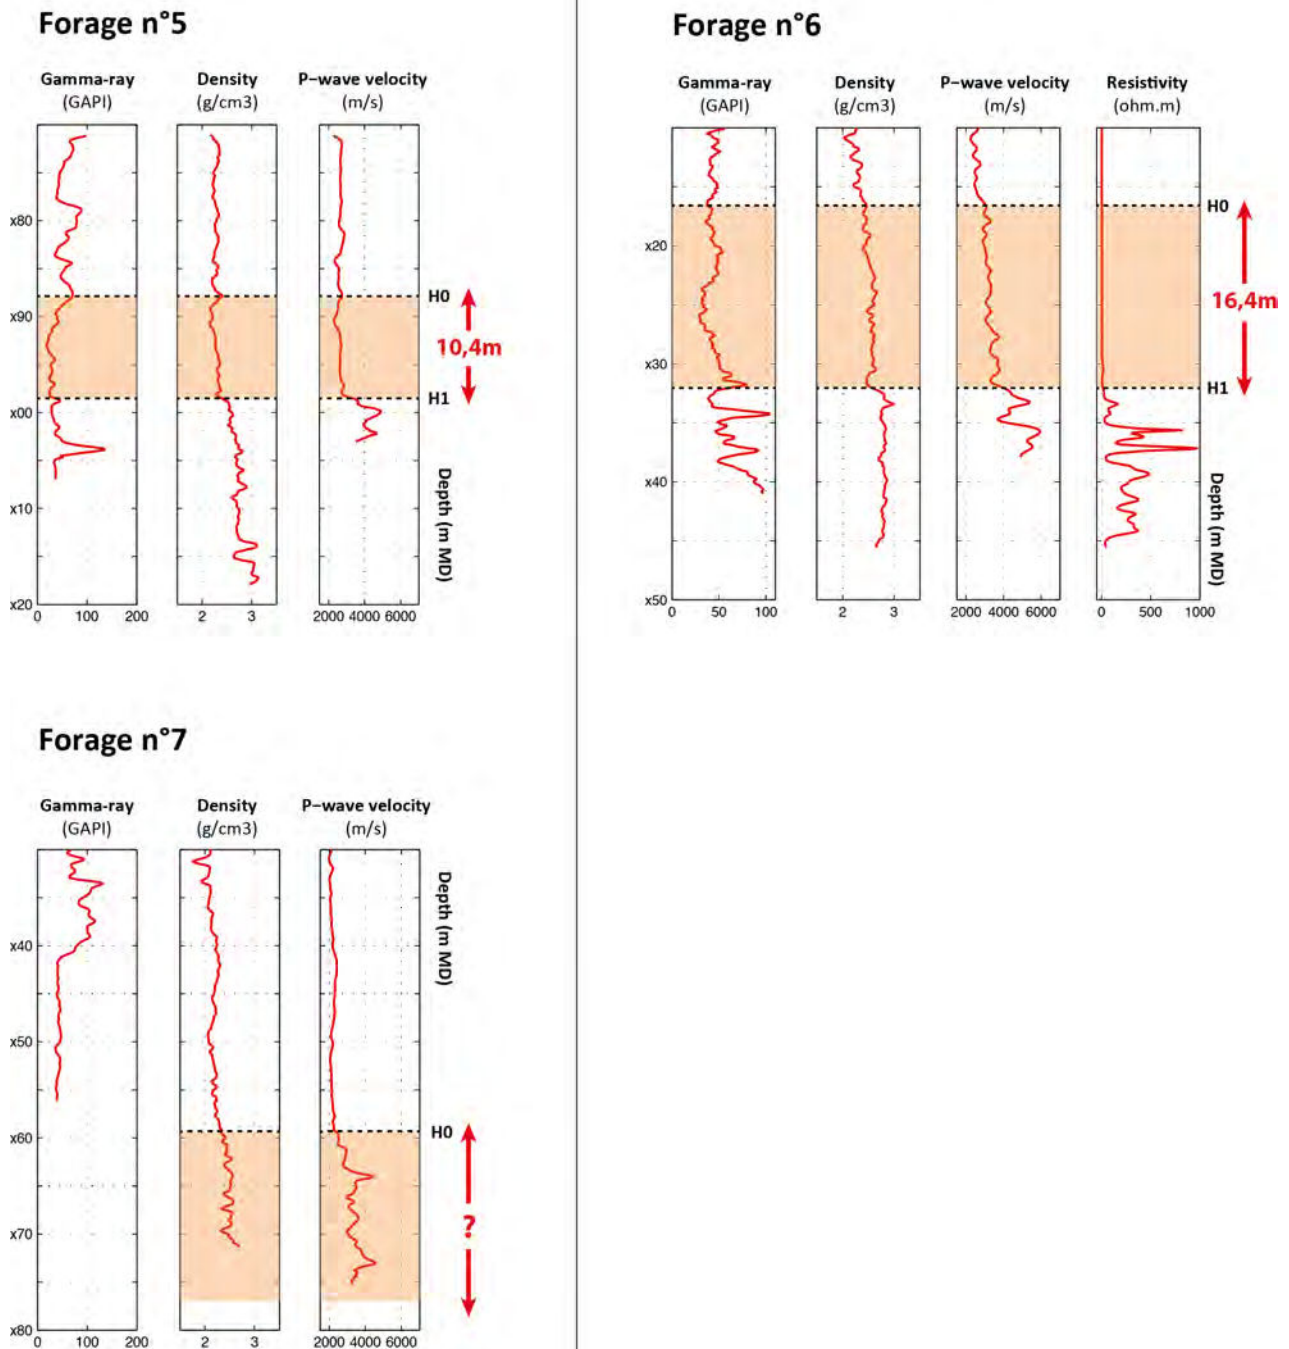 Forage n°5
Gamma-ray Density P-wave velocity
(GAPI) (g/cm3) (m/s)
x80
H0
x90
10,4m
H1
x00
x10
Depth (m MD)
x20
0 100 200 2 3 2000 4000 6000
Forage n°6
Gamma-ray Density P-wave velocity Resistivity
(GAPI) (g/cm3) (m/s) (ohm.m)
H0
x20
16,4m
x30
H1
x40
Depth (m MD)
x50
0 50 100 2 3 2000 4000 6000 0 500 1000
Forage n°7
Gamma-ray Density P-wave velocity
(GAPI) (g/cm3) (m/s)
Depth (m MD)
x40
x50
x60
H0
x70
?
x80
0 100 200 2 3 2000 4000 6000